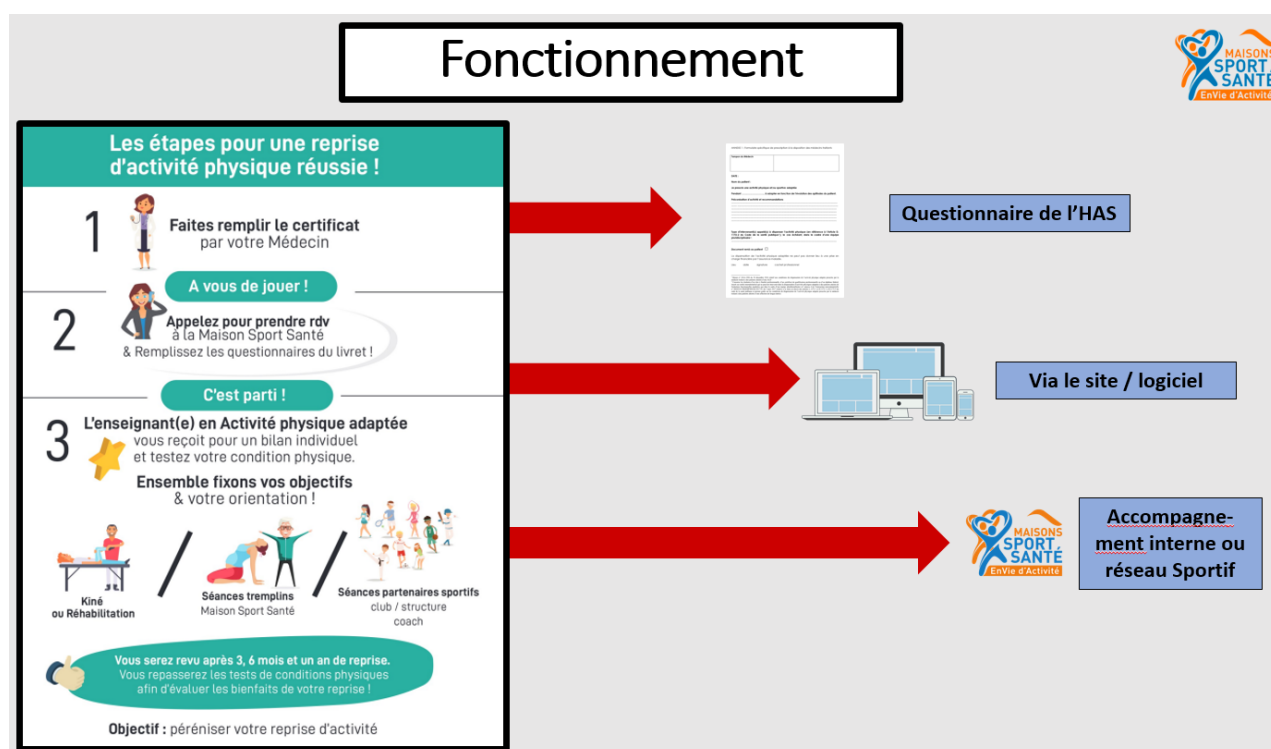 Fonctionnement
MAISONS
SPORT
SANTÉ
EnVie d'Activité
Les étapes pour une reprise
d'activité physique réussie !
1
Faites remplir le certificat
par votre Médecin
A vous de jouer !
2
Appelez pour prendre rdv
à la Maison Sport Santé
& Remplissez les questionnaires du livret !
C'est parti !
3
L'enseignant(e) en Activité physique adaptée
vous reçoit pour un bilan individuel
et testez votre condition physique.
Ensemble fixons vos objectifs
& votre orientation !
Kiné
ou Réhabilitation
Séances tremplins
Maison Sport Santé
Séances partenaires sportifs
club / structure
coach
Vous serez revu après 3, 6 mois et un an de reprise.
Vous repasserez les tests de conditions physiques
afin d'évaluer les bienfaits de votre reprise !
Objectif : péréniser votre reprise d'activité
Questionnaire de l'HAS
Via le site / logiciel
MAISONS
SPORT
SANTÉ
EnVie d'Activité
Accompagne-
ment interne ou
réseau Sportif